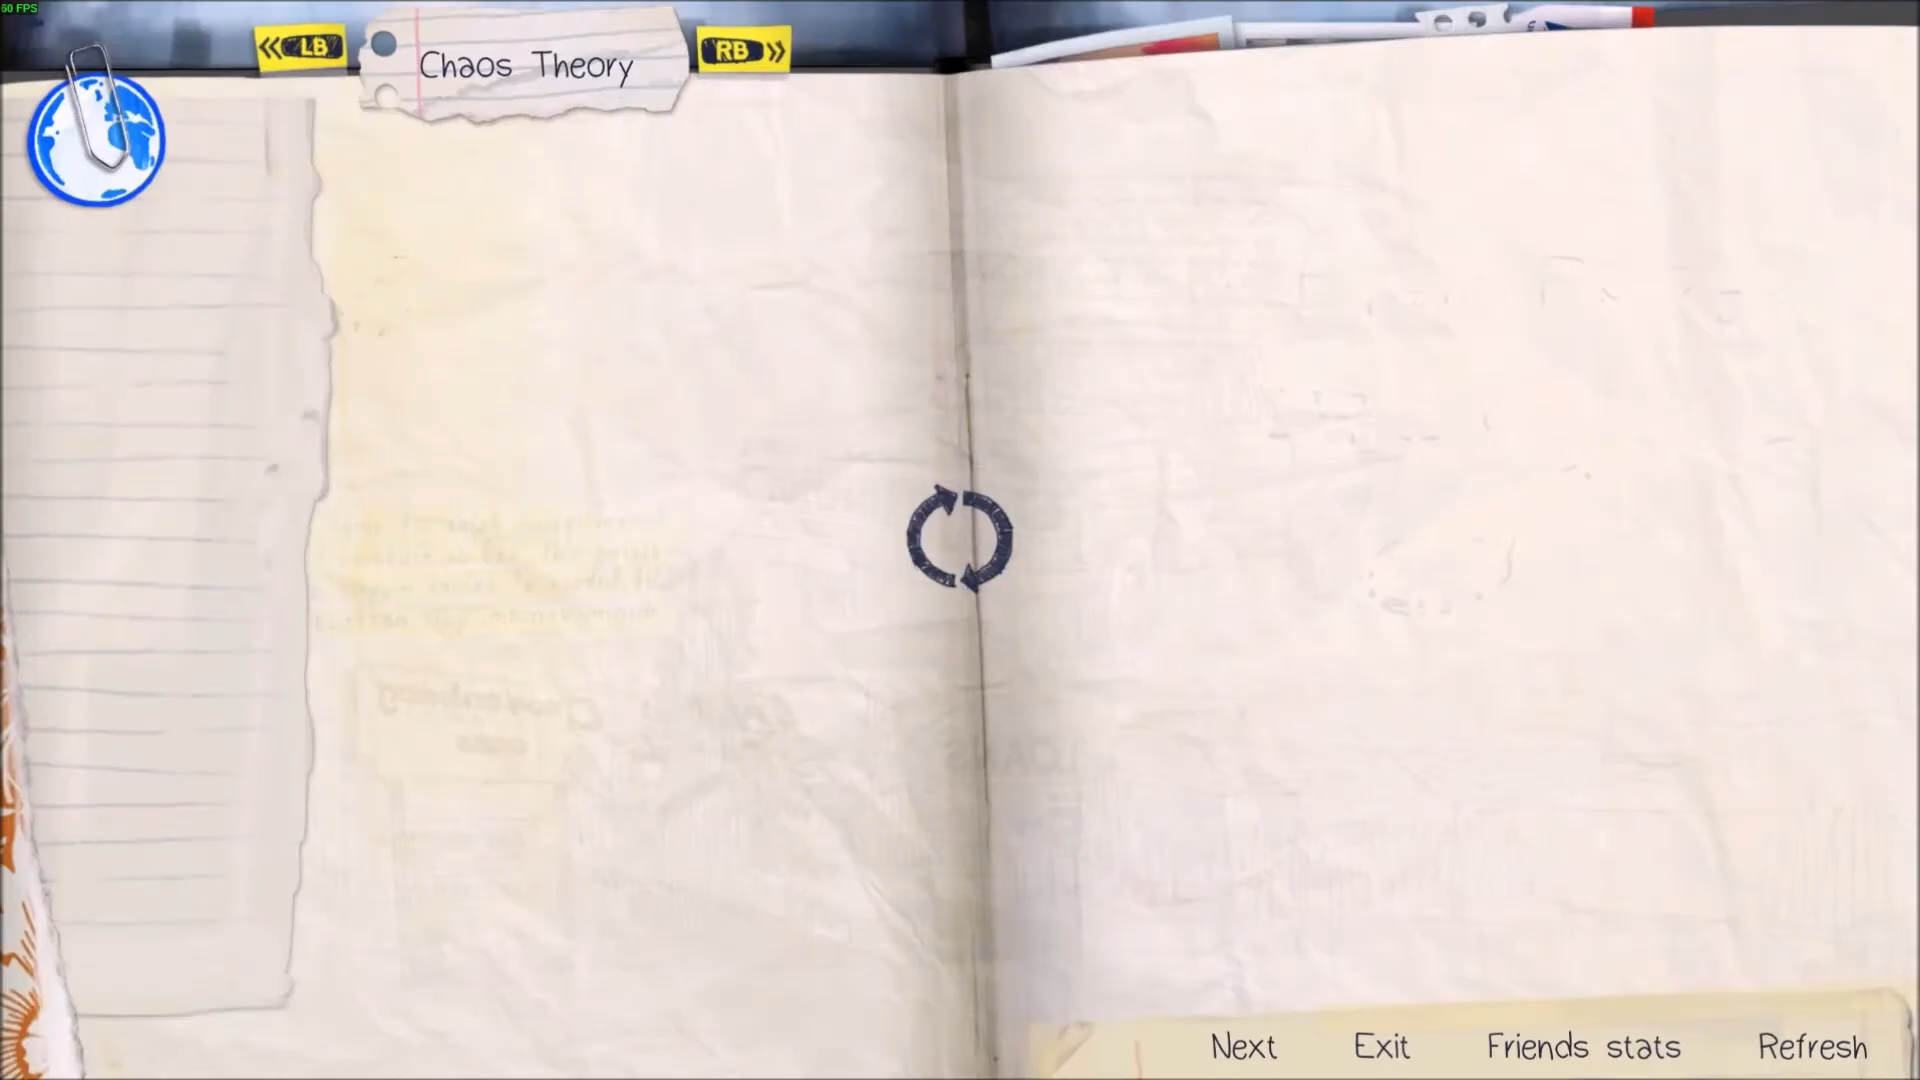 60 FPS
LB
Chaos Theory
RB
Next Exit Friends stats Refresh